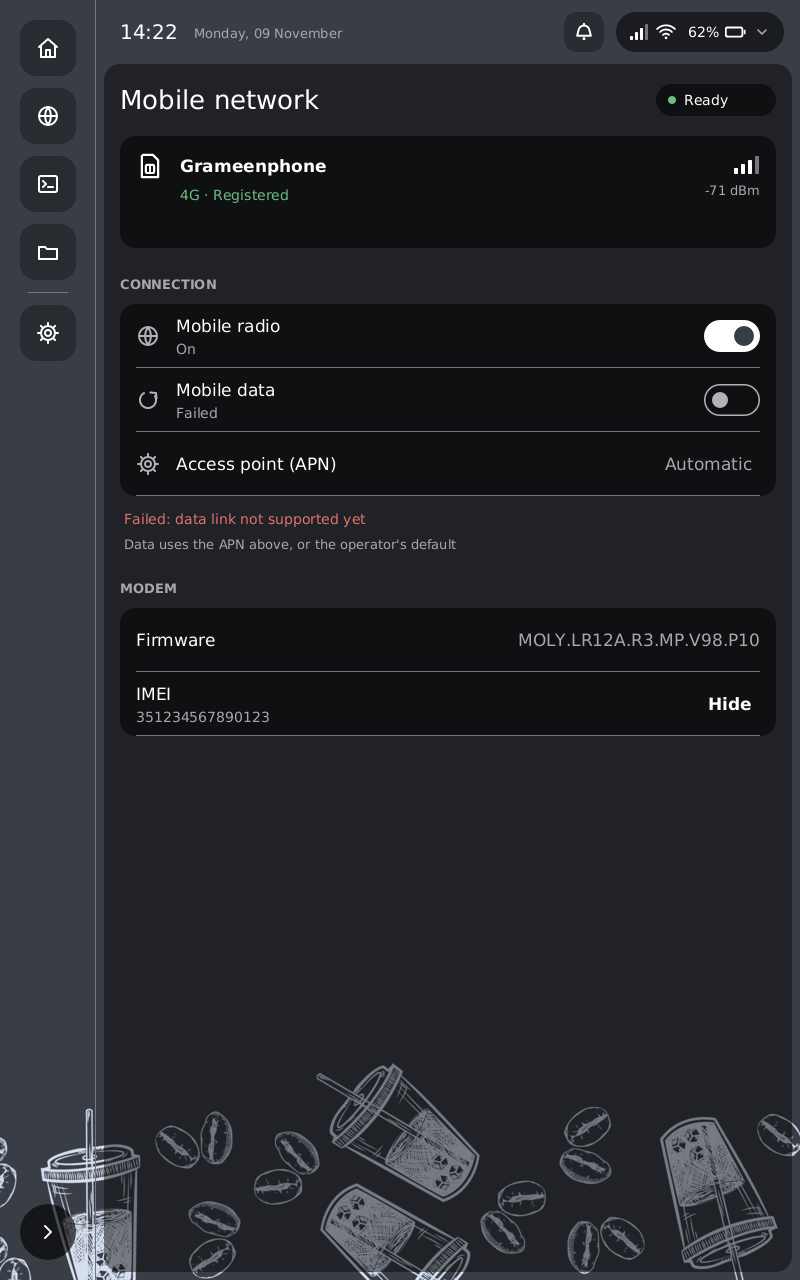 14:22 Monday, 09 November 62%
Mobile network Ready
Grameenphone
4G · Registered -71 dBm
CONNECTION
Mobile radio
On
Mobile data
Failed
Access point (APN) Automatic
Failed: data link not supported yet
Data uses the APN above, or the operator's default
MODEM
Firmware MOLY.LR12A.R3.MP.V98.P10
IMEI
351234567890123 Hide